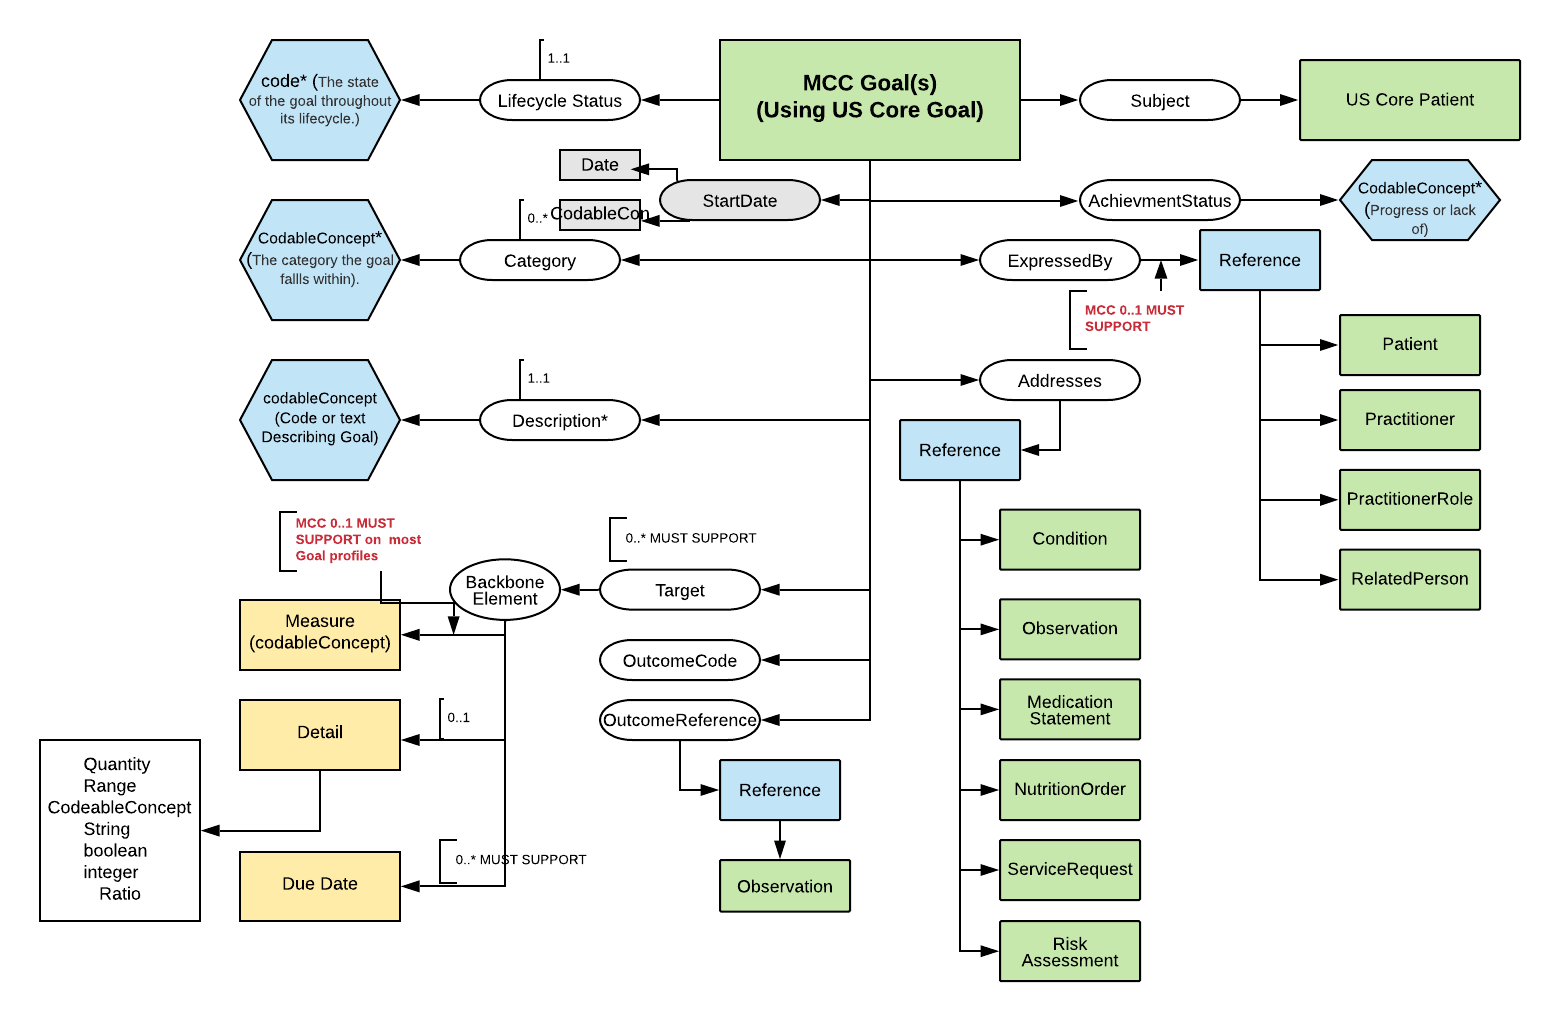 MCC Goal(s)
(Using US Core Goal)
1..1
Lifecycle Status
code* (The state
of the goal throughout
its lifecycle.)
Subject
US Core Patient
Date
StartDate
CodableCon
AchievmentStatus
CodableConcept*
(Progress or lack
of)
0..*
Category
CodableConcept*
(The category the goal
fallls within).
ExpressedBy
Reference
MCC 0..1 MUST
SUPPORT
Patient
Practitioner
PractitionerRole
RelatedPerson
1..1
Description*
codableConcept
(Code or text
Describing Goal)
Addresses
Reference
Condition
Observation
Medication
Statement
NutritionOrder
ServiceRequest
Risk
Assessment
MCC 0..1 MUST
SUPPORT on  most
Goal profiles
0..* MUST SUPPORT
Target
Backbone
Element
Measure
(codableConcept)
OutcomeCode
OutcomeReference
Reference
Observation
0..1
Detail
Quantity
Range
CodeableConcept
String
boolean
integer
Ratio
0..* MUST SUPPORT
Due Date